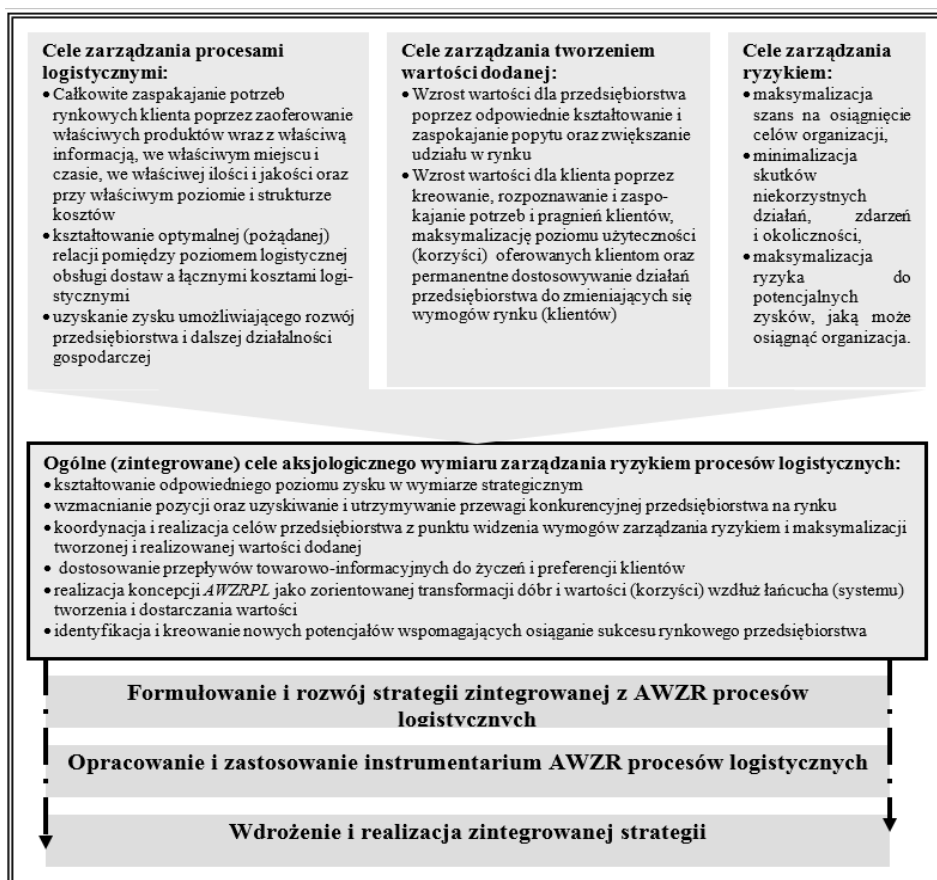 Cele zarządzania procesami
logistycznymi:
• Całkowite zaspakajanie potrzeb
rynkowych klienta poprzez zaoferowanie
właściwych produktów wraz z właściwą
informacją, we właściwym miejscu i
czasie, we właściwej ilości i jakości oraz
przy właściwym poziomie i strukturze
kosztów
• kształtowanie optymalnej (pożądanej)
relacji pomiędzy poziomem logistycznej
obsługi dostaw a łącznymi kosztami logi-
stycznymi
• uzyskanie zysku umożliwiającego rozwój
przedsiębiorstwa i dalszej działalności
gospodarczej
Cele zarządzania tworzeniem
wartości dodanej:
• Wzrost wartości dla przedsiębiorstwa
poprzez odpowiednie kształtowanie i
zaspokajanie popytu oraz zwiększanie
udziału w rynku
• Wzrost wartości dla klienta poprzez
kreowanie, rozpoznawanie i zaspo-
kajanie potrzeb i pragnień klientów,
maksymalizację poziomu użyteczności
(korzyści) oferowanych klientom oraz
permanentne dostosowywanie działań
przedsiębiorstwa do zmieniających się
wymogów rynku (klientów)
Cele zarządzania
ryzykiem:
• maksymalizacja
szans na osiągnięcie
celów organizacji,
• minimalizacja
skutków
niekorzystnych
działań, zdarzeń
i okoliczności,
• maksymalizacja
ryzyka do
potencjalnych
zysków, jaką może
osiągnąć organizacja.
Ogólne (zintegrowane) cele aksjologicznego wymiaru zarządzania ryzykiem procesów logistycznych:
• kształtowanie odpowiedniego poziomu zysku w wymiarze strategicznym
• wzmacnianie pozycji oraz uzyskiwanie i utrzymywanie przewagi konkurencyjnej przedsiębiorstwa na rynku
• koordynacja i realizacja celów przedsiębiorstwa z punktu widzenia wymogów zarządzania ryzykiem i maksymalizacji
tworzonej i realizowanej wartości dodanej
• dostosowanie przepływów towarowo-informacyjnych do życzeń i preferencji klientów
• realizacja koncepcji AWZRPL jako zorientowanej transformacji dóbr i wartości (korzyści) wzdłuż łańcucha (systemu)
tworzenia i dostarczania wartości
• identyfikacja i kreowanie nowych potencjałów wspomagających osiąganie sukcesu rynkowego przedsiębiorstwa
Formułowanie i rozwój strategii zintegrowanej z AWZR procesów
logistycznych
Opracowanie i zastosowanie instrumentarium AWZR procesów logistycznych
Wdrożenie i realizacja zintegrowanej strategii